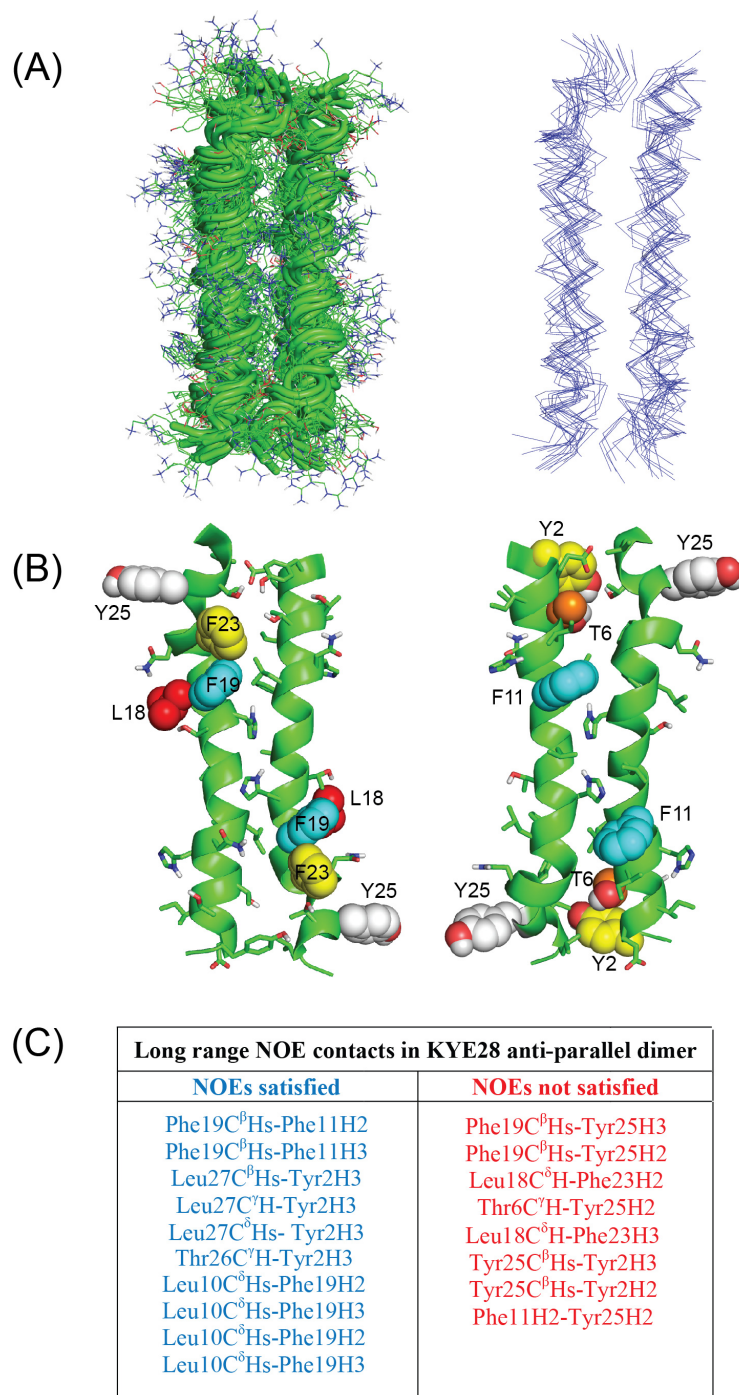 (A)
(B)
Y25
F23
F19
L18
L18
F19
F23
Y25
Y2
Y25
T6
F11
F11
Y25
T6
Y2
(C)
Long range NOE contacts in KYE28 anti-parallel dimer
NOEs satisfied
Phe19CβHs-Phe11H2
Phe19CβHs-Phe11H3
Leu27CβHs-Tyr2H3
Leu27CγH-Tyr2H3
Leu27CδHs- Tyr2H3
Thr26CγH-Tyr2H3
Leu10CδHs-Phe19H2
Leu10CδHs-Phe19H3
Leu10CδHs-Phe19H2
Leu10CδHs-Phe19H3
NOEs not satisfied
Phe19CβHs-Tyr25H3
Phe19CβHs-Tyr25H2
Leu18CδH-Phe23H2
Thr6CγH-Tyr25H2
Leu18CδH-Phe23H3
Tyr25CβHs-Tyr2H3
Tyr25CβHs-Tyr2H2
Phe11H2-Tyr25H2